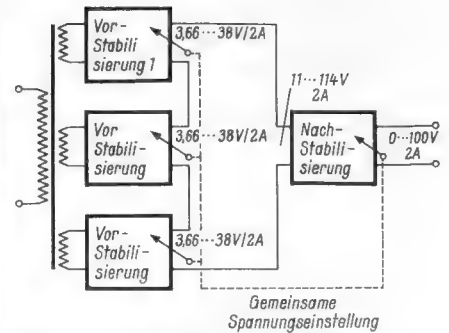 Vor-
Stabili
sierung 1
3,66···38V/2A
11···114V
2A
Vor
Stabili-
sierung
3,66···38V/2A
Nach-
Stabili-
sierung
0···100V
2A
Vor-
Stabili-
sierung
3,66···38V/2A
Gemeinsame
Spannungseinstellung